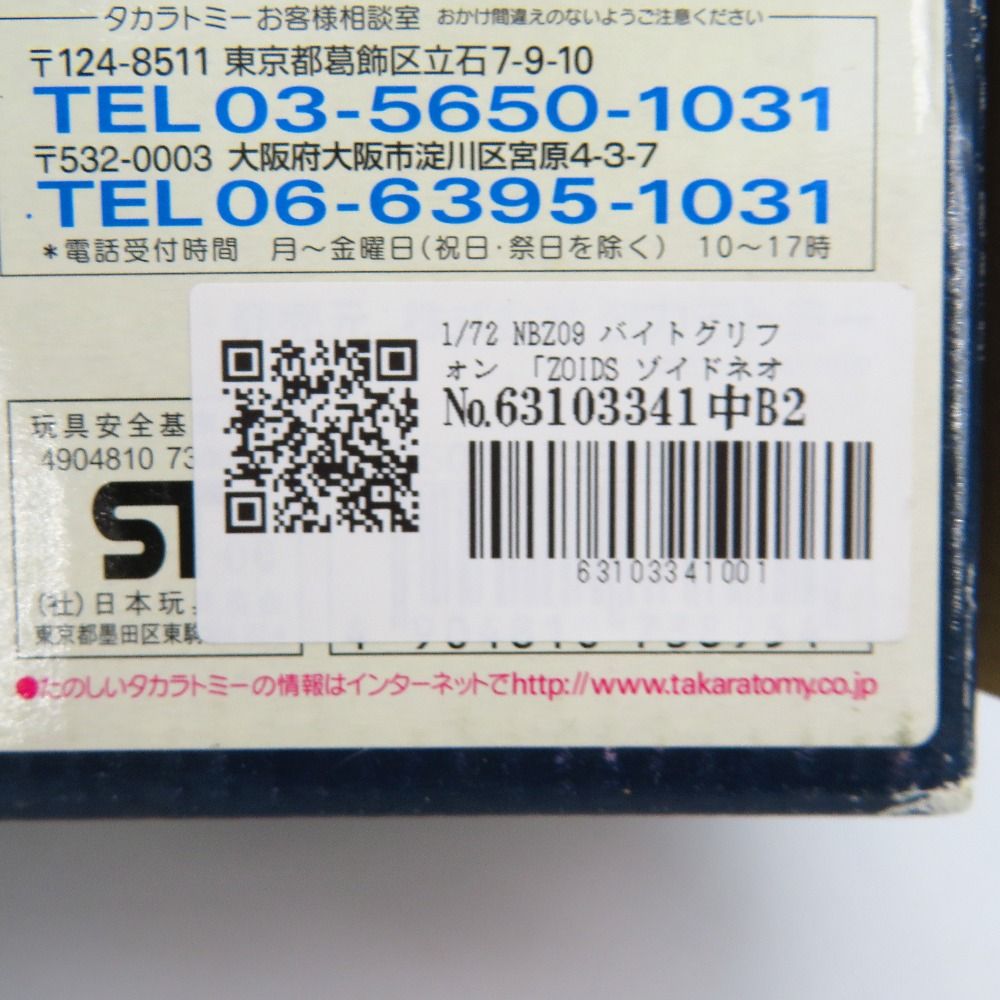 タカラトミーお客様相談室 おかけ間違えのないようご注意ください
〒124-8511 東京都葛飾区立石7-9-10
TEL 03-5650-1031
〒532-0003 大阪府大阪市淀川区宮原4-3-7
TEL 06-6395-1031
*電話受付時間 月～金曜日(祝日・祭日を除く) 10～17時
1/72 NBZ09 バイトグリフ
ォン 「ZOIDS ゾイドネオ
No.63103341中B2
63103341001
玩具安全基
4904810 73
ST
(社)日本玩
東京都墨田区東駒
●たのしいタカラトミーの情報はインターネットでhttp://www.takaratomy.co.jp